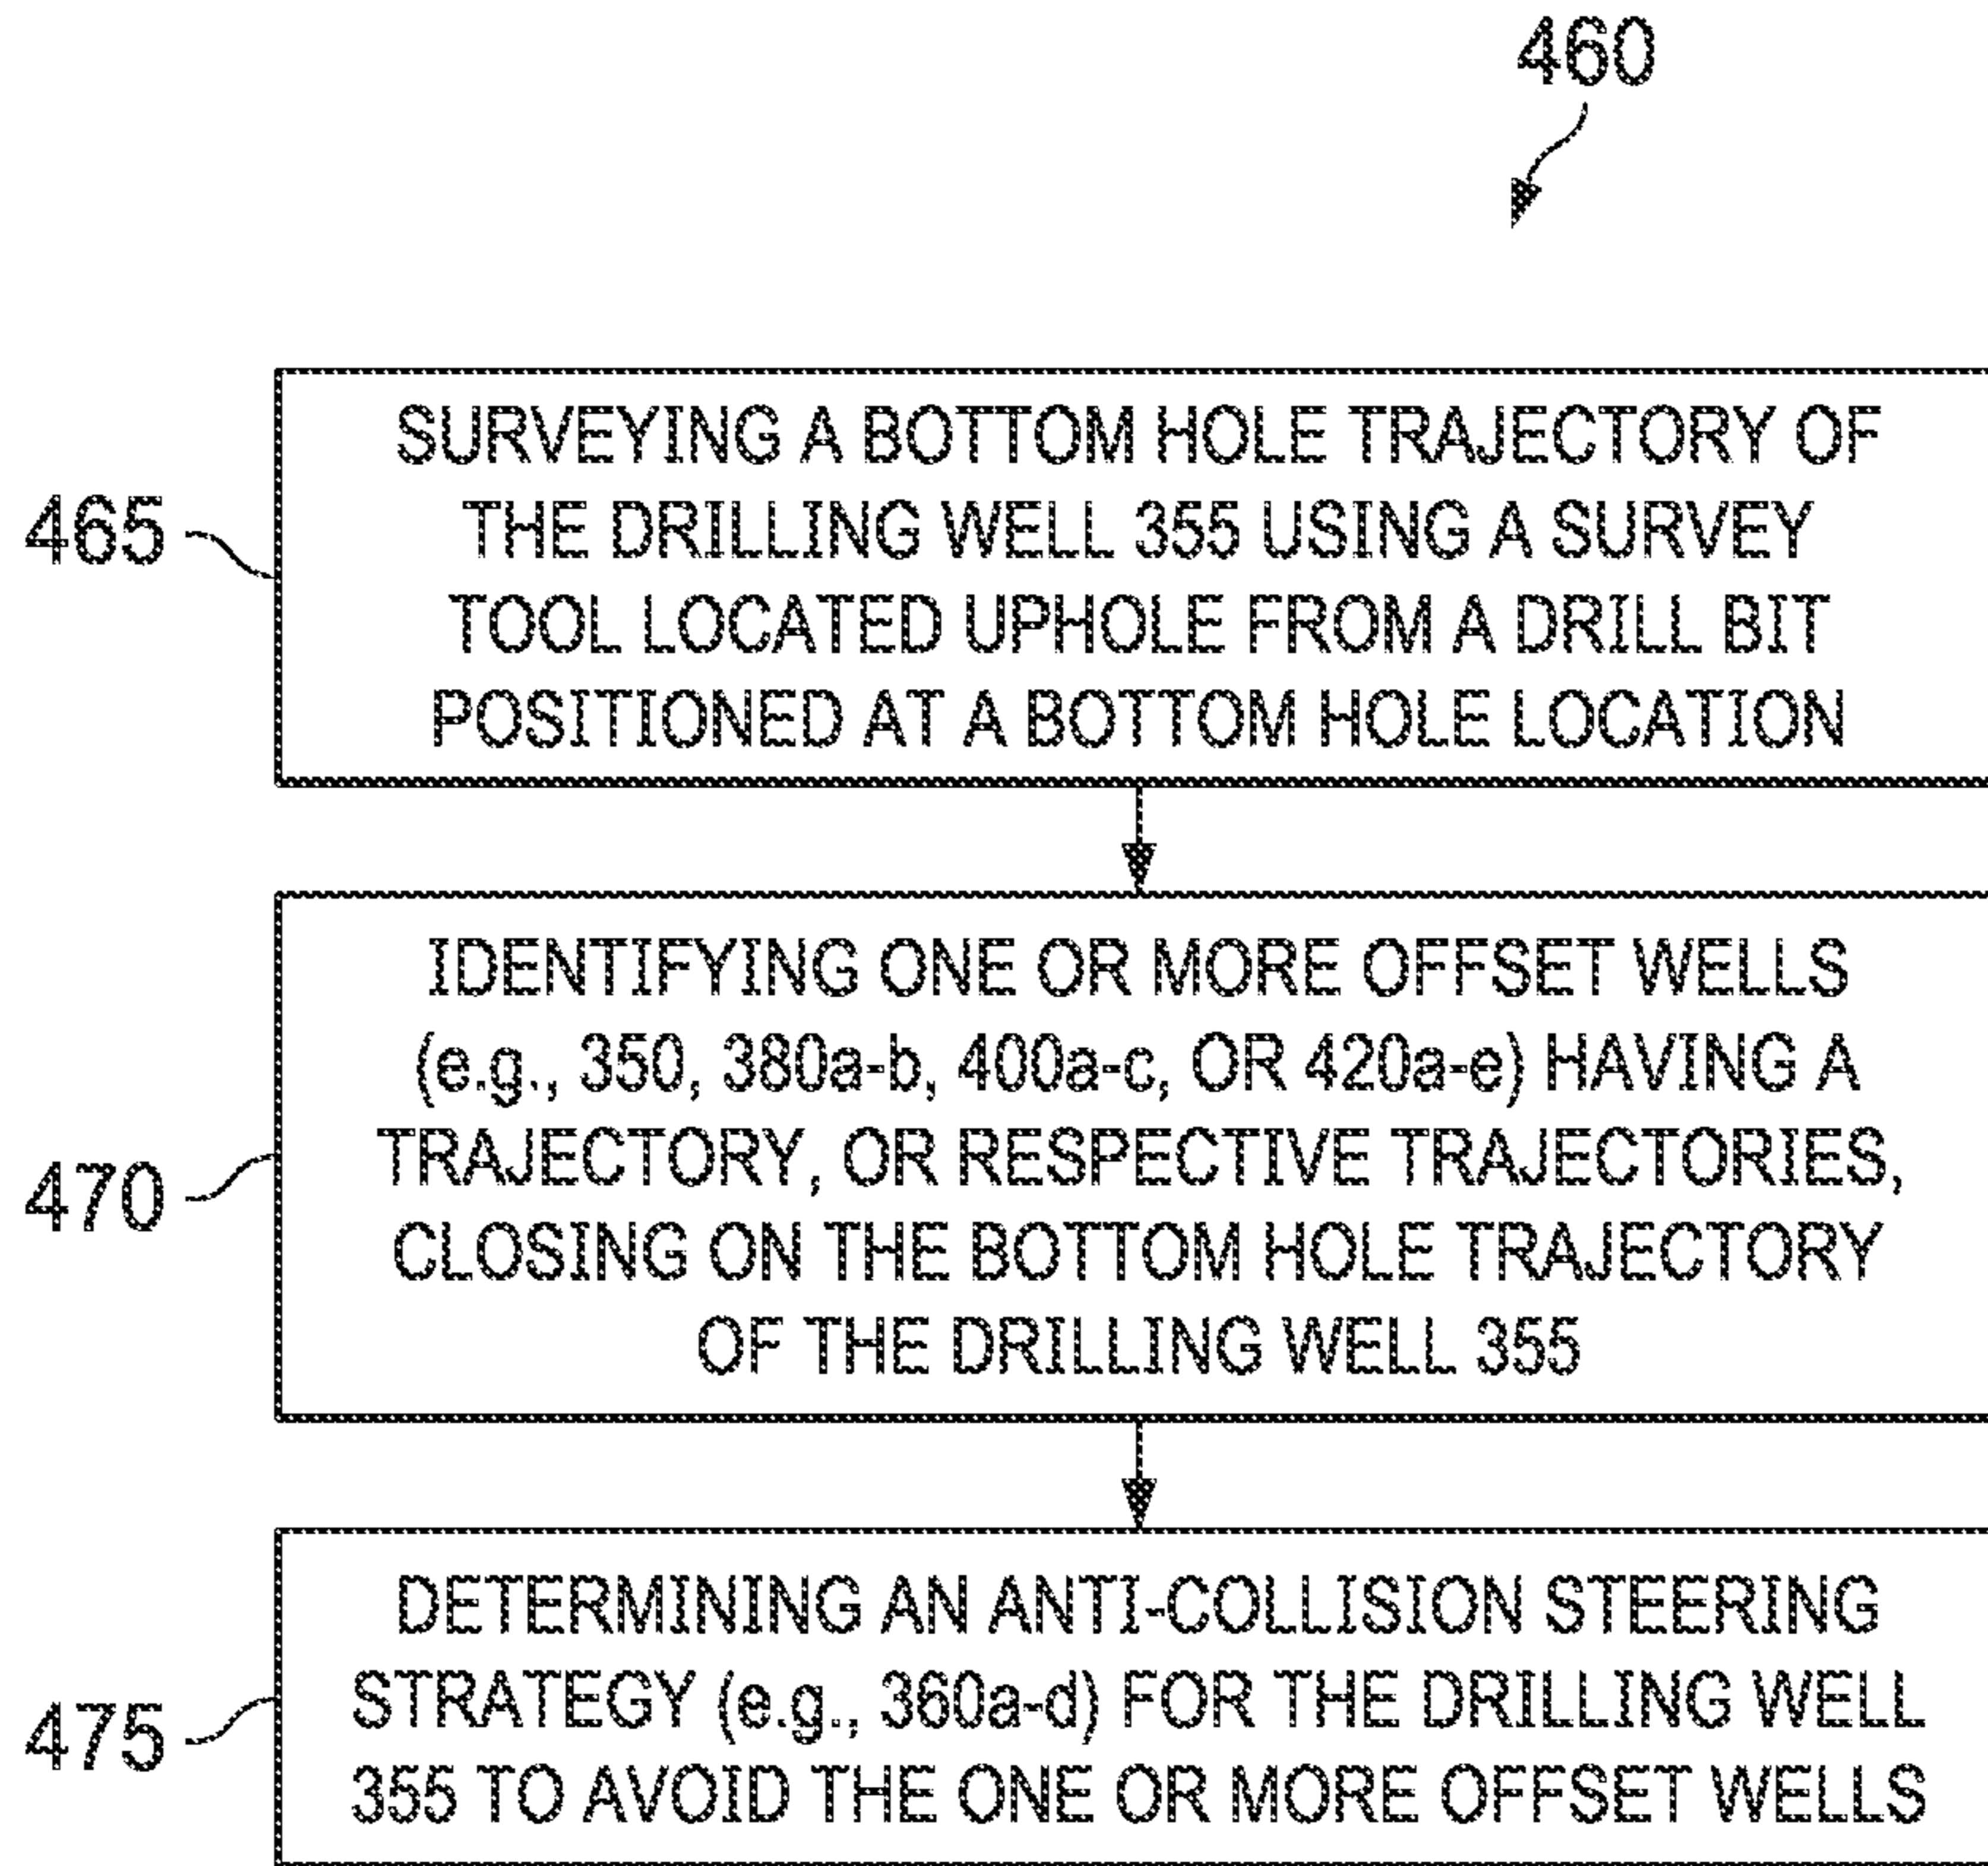 460
465
SURVEYING A BOTTOM HOLE TRAJECTORY OF
THE DRILLING WELL 355 USING A SURVEY
TOOL LOCATED UPHOLE FROM A DRILL BIT
POSITIONED AT A BOTTOM HOLE LOCATION
470
IDENTIFYING ONE OR MORE OFFSET WELLS
(e.g., 350, 380a-b, 400a-c, OR 420a-e) HAVING A
TRAJECTORY, OR RESPECTIVE TRAJECTORIES,
CLOSING ON THE BOTTOM HOLE TRAJECTORY
OF THE DRILLING WELL 355
475
DETERMINING AN ANTI-COLLISION STEERING
STRATEGY (e.g., 360a-d) FOR THE DRILLING WELL
355 TO AVOID THE ONE OR MORE OFFSET WELLS